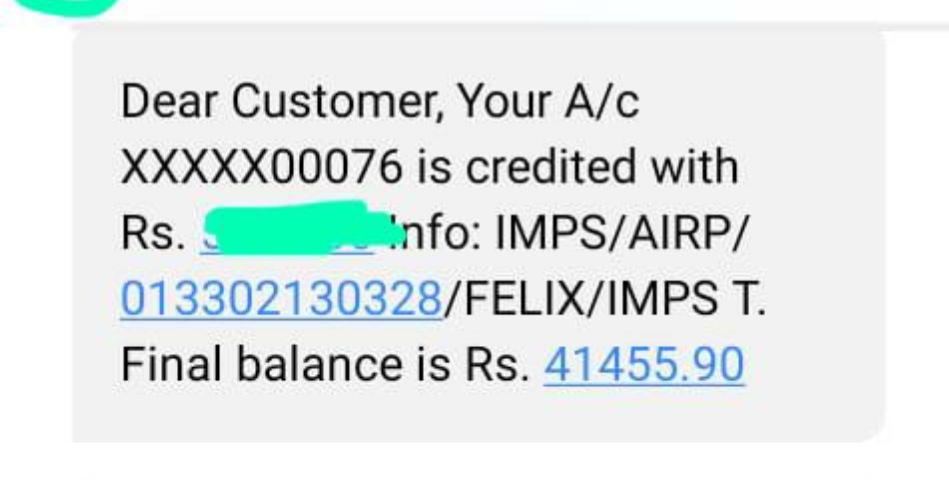 Dear Customer, Your A/c
XXXXX00076 is credited with
Rs. Info: IMPS/AIRP/
013302130328/FELIX/IMPS T.
Final balance is Rs. 41455.90